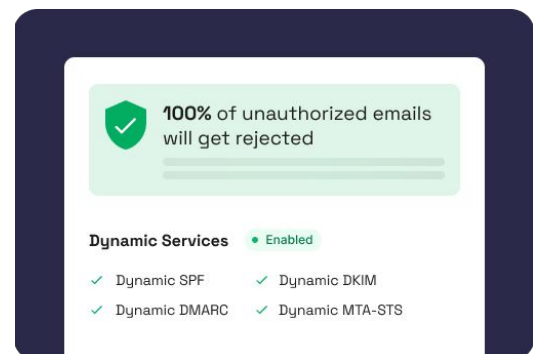 100% of unauthorized emails
will get rejected
Dynamic Services Enabled
Dynamic SPF Dynamic DKIM
Dynamic DMARC Dynamic MTA-STS